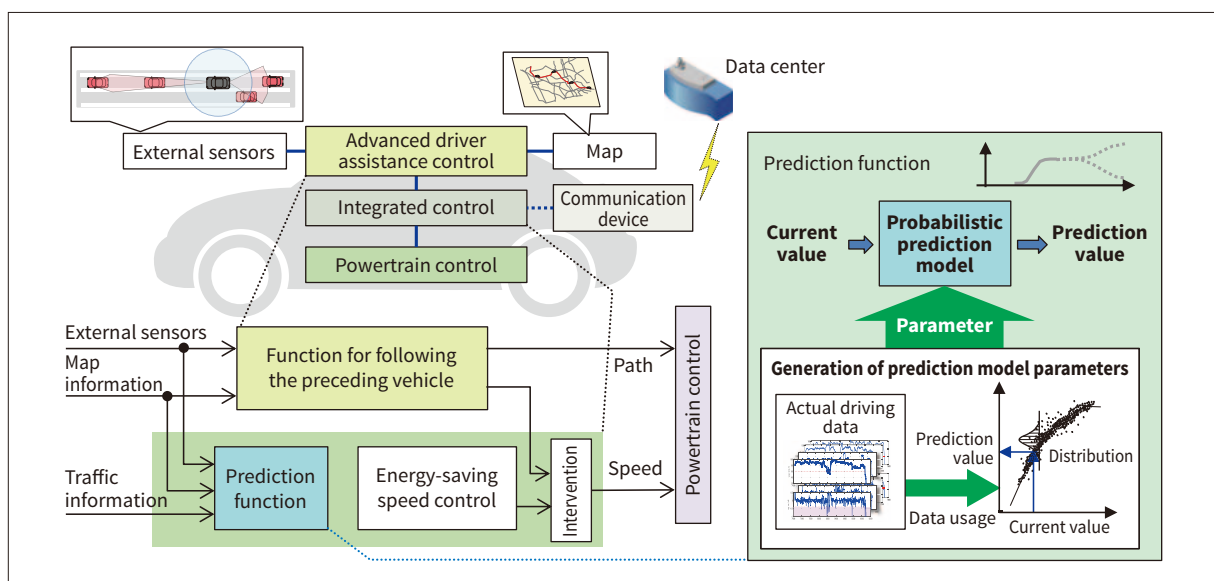 Data center
External sensors
Advanced driver
assistance control
Map
Integrated control
Communication
device
Powertrain control
External sensors
Map
information
Function for following
the preceding vehicle
Path
Traffic
information
Prediction
function
Energy-saving
speed control
Intervention
Speed
Powertrain control
Prediction function
Current
value
Probabilistic
prediction
model
Prediction
value
Parameter
Generation of prediction model parameters
Actual driving
data
Prediction
value
Distribution
Data usage
Current value